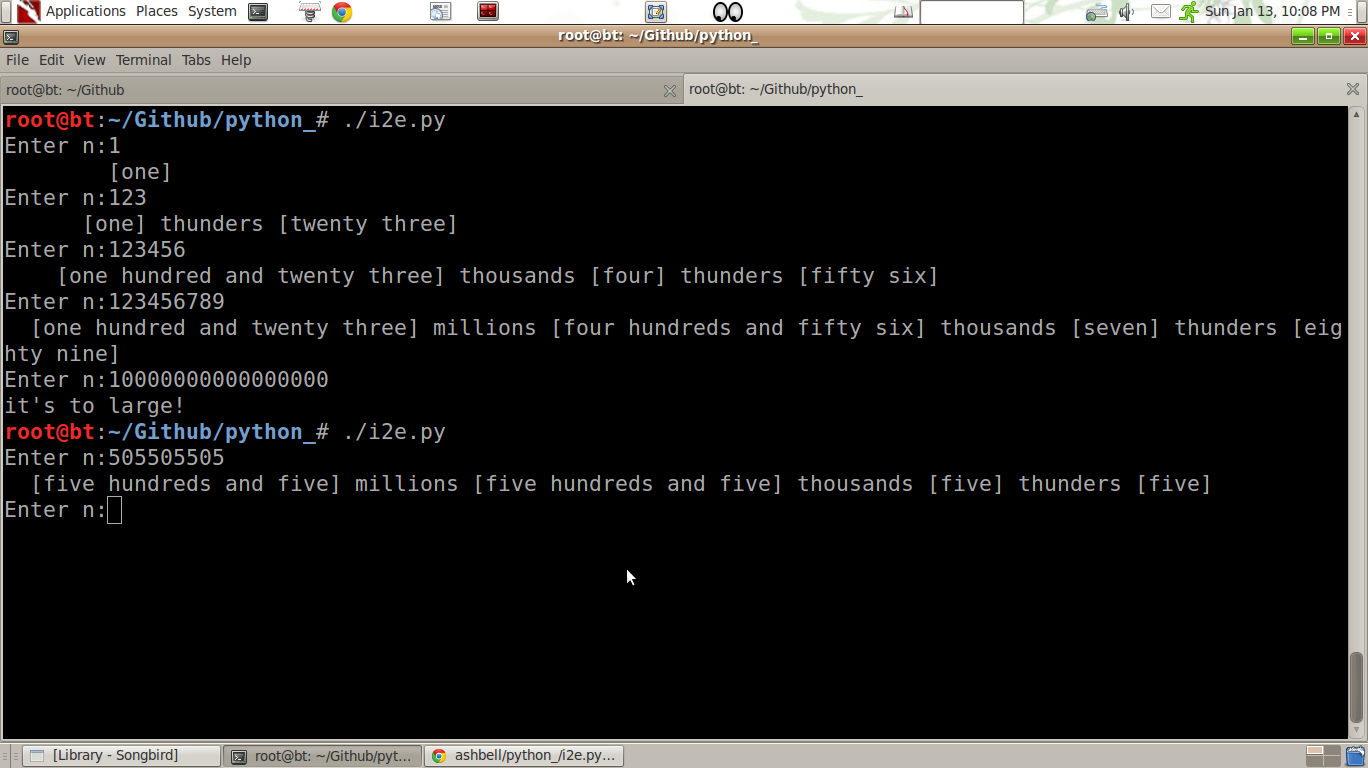 Applications Places System Sun Jan 13, 10:08 PM
root@bt: ~/Github/python_
File Edit View Terminal Tabs Help
root@bt: ~/Github root@bt: ~/Github/python_
root@bt:~/Github/python_# ./i2e.py
Enter n:1
[one]
Enter n:123
[one] thunders [twenty three]
Enter n:123456
[one hundred and twenty three] thousands [four] thunders [fifty six]
Enter n:123456789
[one hundred and twenty three] millions [four hundreds and fifty six] thousands [seven] thunders [eig
hty nine]
Enter n:10000000000000000
it's to large!
root@bt:~/Github/python_# ./i2e.py
Enter n:505505505
[five hundreds and five] millions [five hundreds and five] thousands [five] thunders [five]
Enter n:
[Library - Songbird] root@bt: ~/Github/pyt... ashbell/python_/i2e.py...